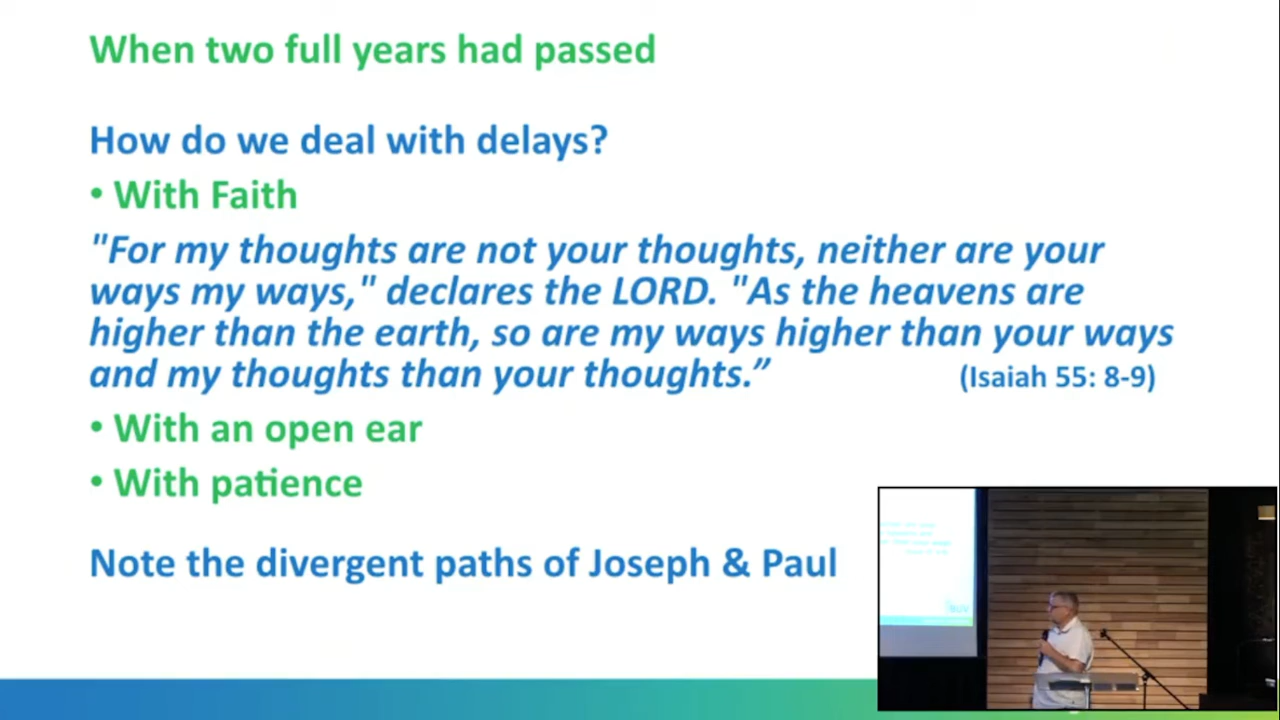 When two full years had passed
How do we deal with delays?
• With Faith
"For my thoughts are not your thoughts, neither are your
ways my ways," declares the LORD. "As the heavens are
higher than the earth, so are my ways higher than your ways
and my thoughts than your thoughts.” (Isaiah 55: 8-9)
• With an open ear
• With patience
Note the divergent paths of Joseph & Paul